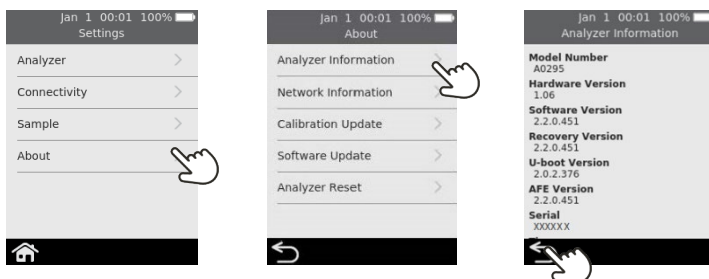 Jan 1 00:01 100%
Settings
Analyzer
Connectivity
Sample
About
Jan 1 00:01 100%
About
Analyzer Information
Network Information
Calibration Update
Software Update
Analyzer Reset
Jan 1 00:01 100%
Analyzer Information
Model Number
A0295
Hardware Version
1.06
Software Version
2.2.0.451
Recovery Version
2.2.0.451
U-boot Version
2.0.2.376
AFE Version
2.2.0.451
Serial
XXXXXX